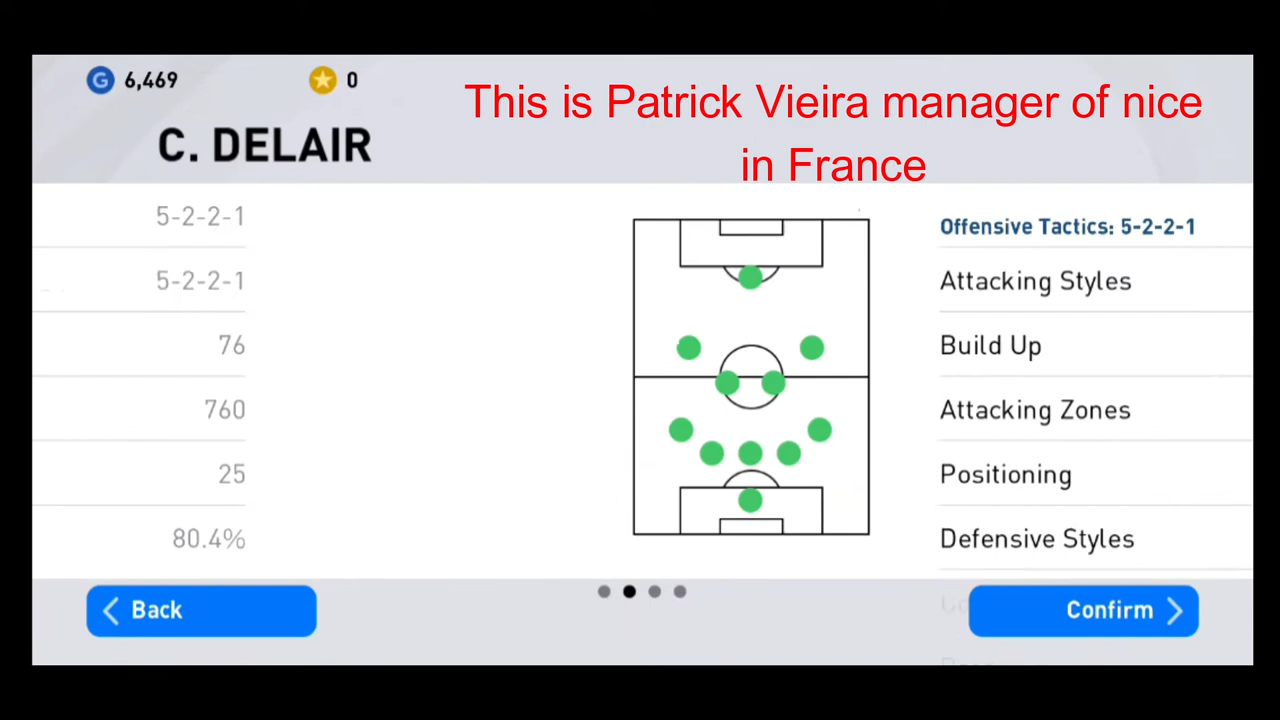 G 6,469 0
This is Patrick Vieira manager of nice
in France
C. DELAIR
5-2-2-1
5-2-2-1
76
760
25
80.4%
Offensive Tactics: 5-2-2-1
Attacking Styles
Build Up
Attacking Zones
Positioning
Defensive Styles
Back
Confirm